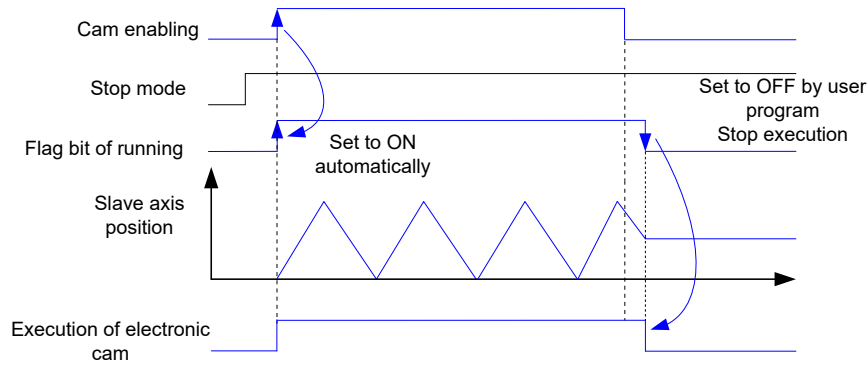 Cam enabling
Stop mode
Set to OFF by user
program
Stop execution
Flag bit of running
Set to ON
automatically
Slave axis
position
Execution of electronic
cam